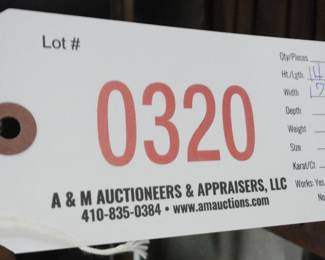 Lot #
0320
A & M AUCTIONEERS & APPRAISERS, LLC
410-835-0384 • www.amauctions.com
Qty/Pieces
Ht./Lgth
Width
Depth
Weight
Size
Karat/Ct.
Works: Yes
No